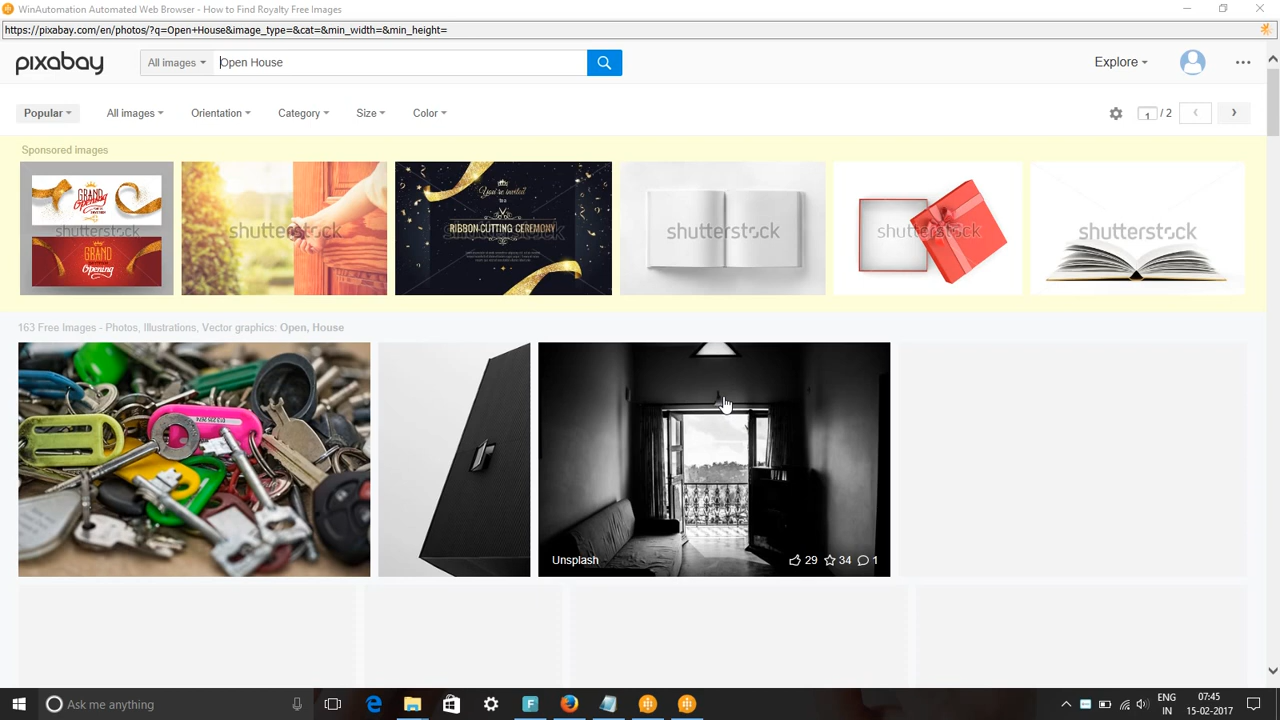 WinAutomation Automated Web Browser - How to Find Royalty Free Images
https://pixabay.com/en/photos/?q=Open+House&image_type=&cat=&min_width=&min_height=
pixabay All images Open House Explore
Popular All images Orientation Category Size Color 1 / 2
Sponsored images
GRAND Opening shutterstock GRAND Opening
shutterstock
You're invited to a RIBBON-CUTTING CEREMONY shutterstock
shutterstock
shutterstock
shutterstock
163 Free Images - Photos, Illustrations, Vector graphics: Open, House
Unsplash 29 34 1
Ask me anything ENG 07:45
IN 15-02-2017